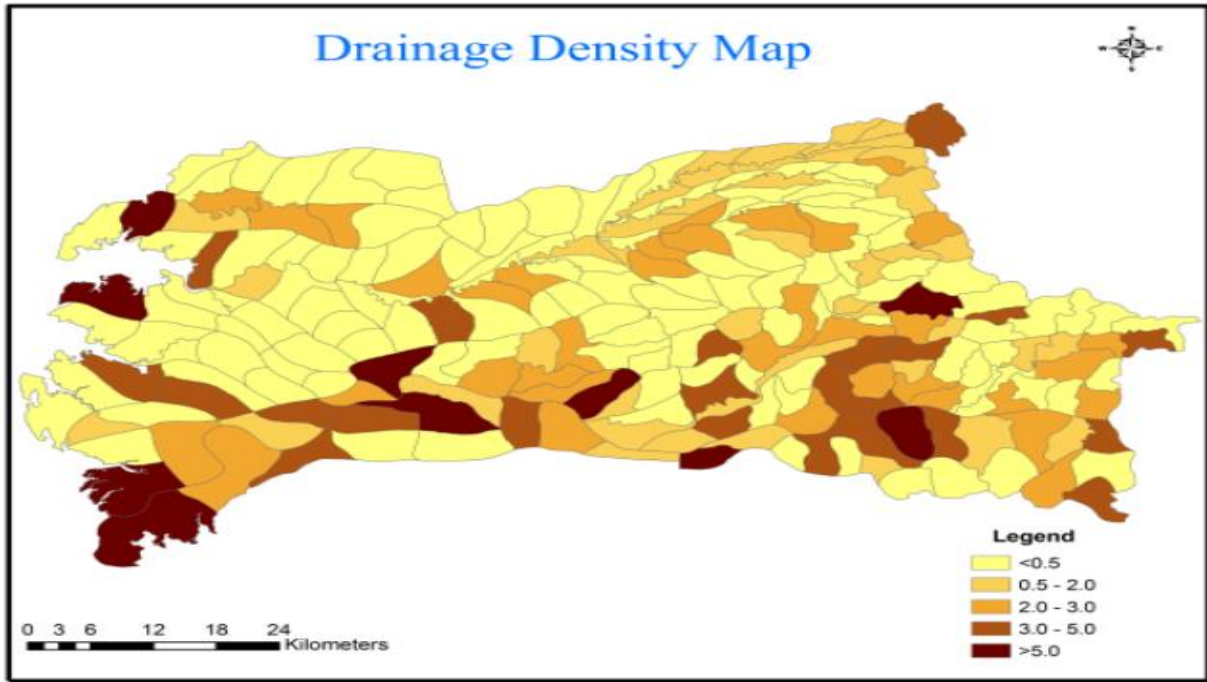 Drainage Density Map
N
W E
S
Legend
<0.5
0.5 - 2.0
2.0 - 3.0
3.0 - 5.0
>5.0
0 3 6 12 18 24
Kilometers